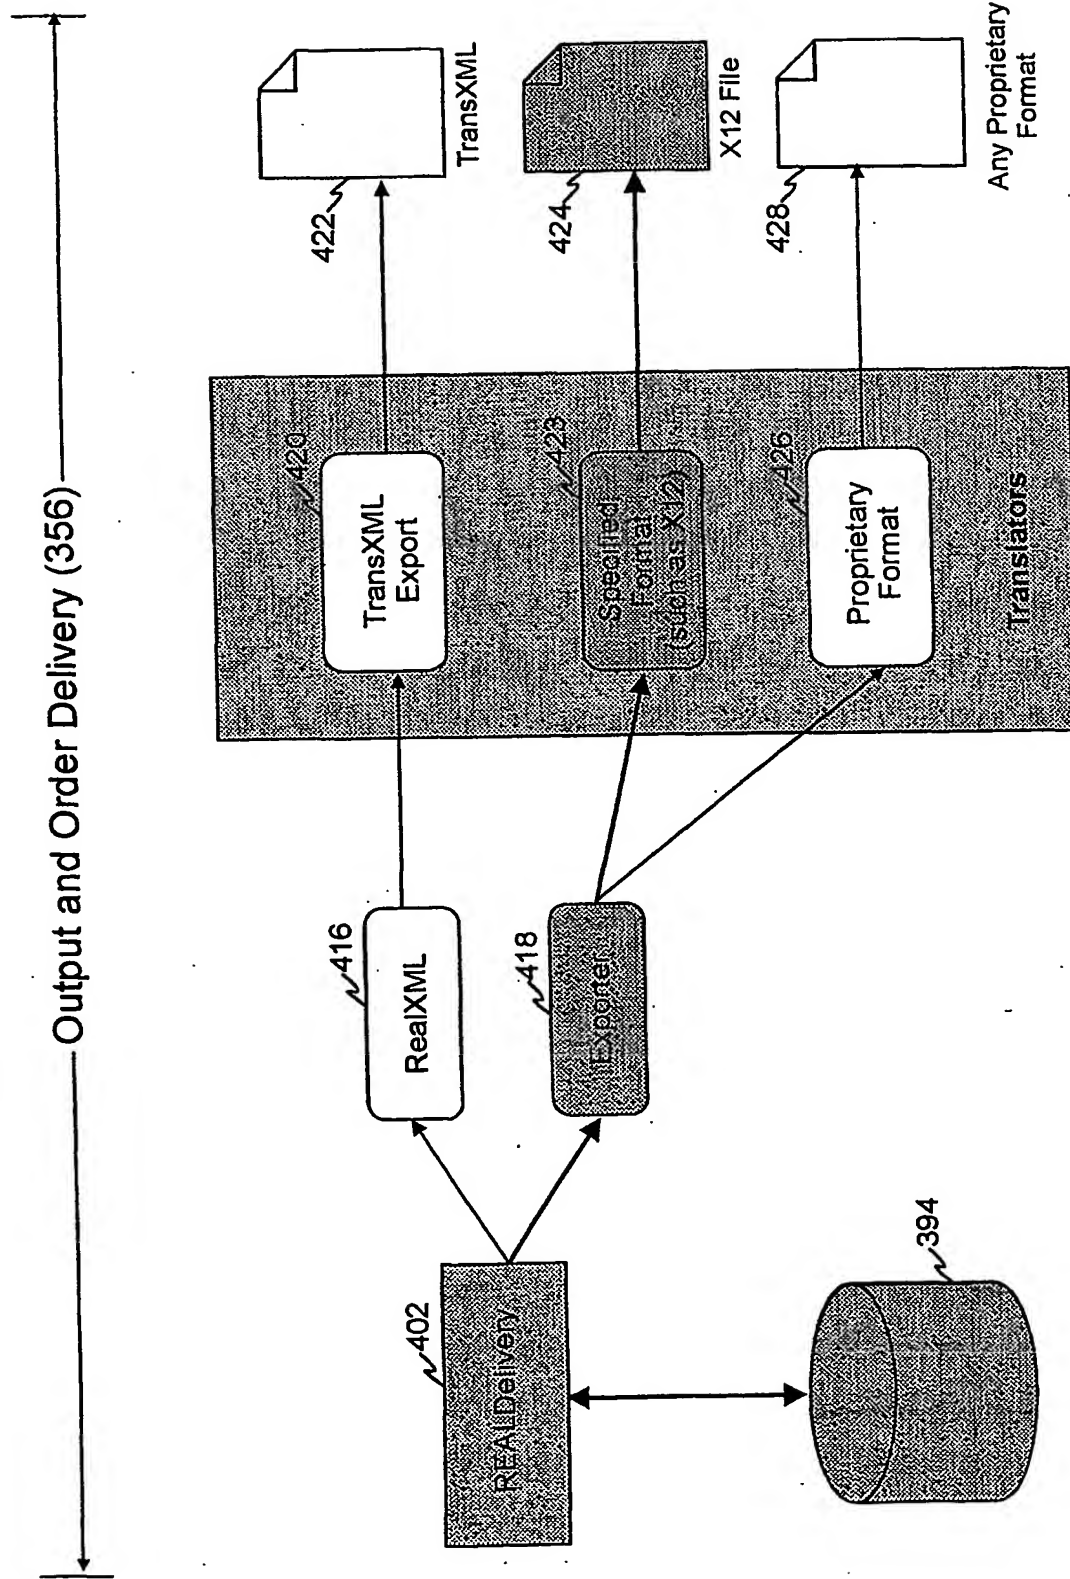 Output and Order Delivery (356)
402
REALDelivery
394
416
RealXML
418
Exporter
420
TransXML
Export
423
Specified
Format
(such as X12)
426
Proprietary
Format
Translators
422
TransXML
424
X12 File
428
Any Proprietary
Format